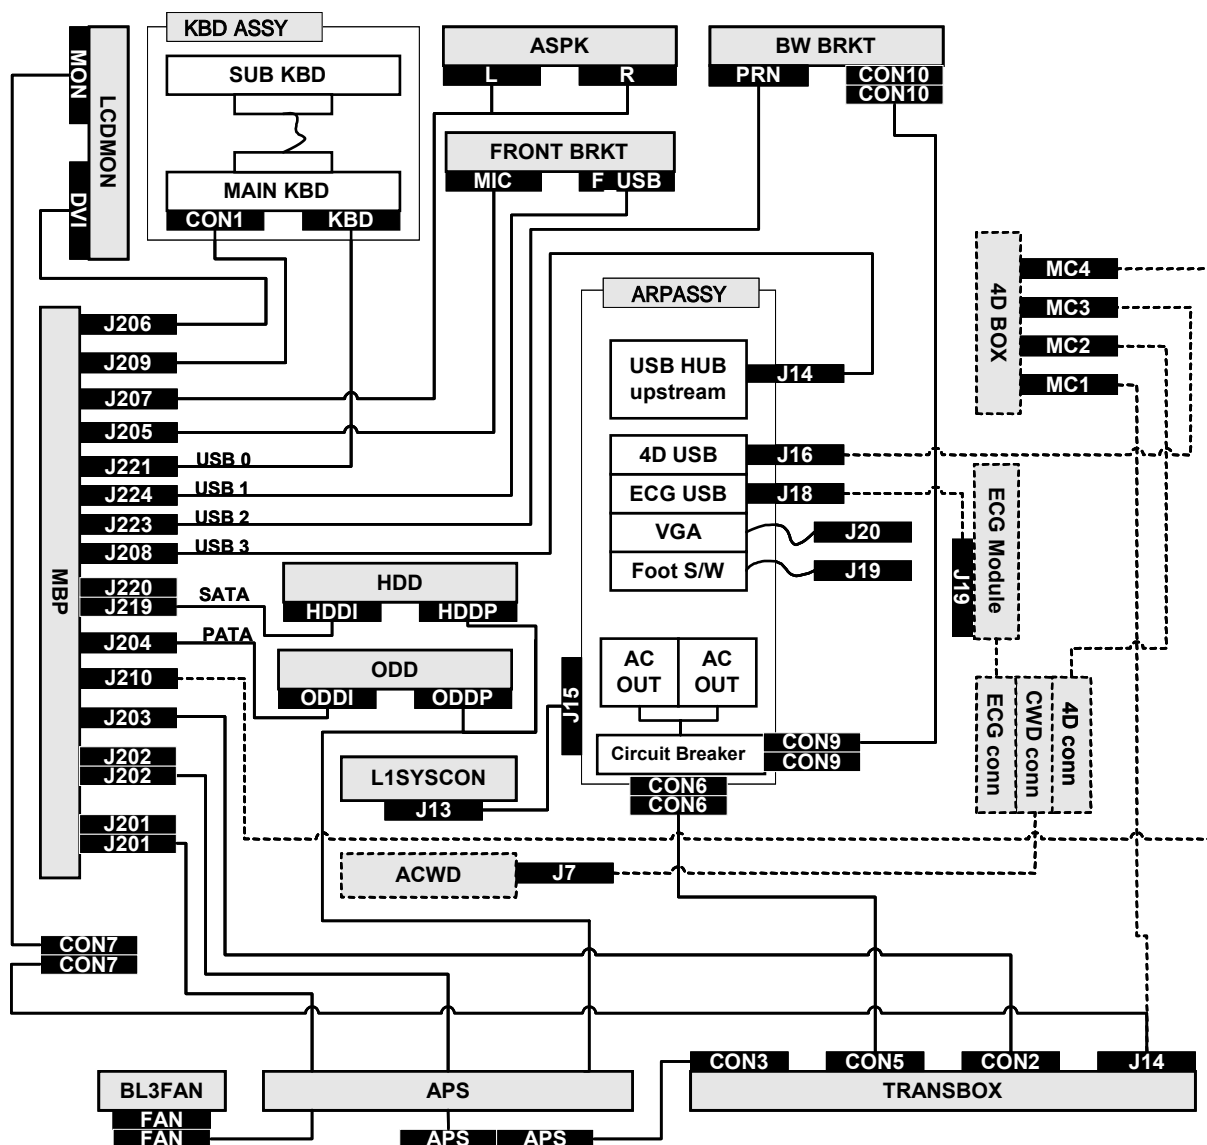 KBD ASSY
SUB KBD
MAIN KBD
CON1
KBD
ASPK
L
R
BW BRKT
PRN
CON10
CON10
FRONT BRKT
MIC
F_USB
MON
LCDMON
DVI
MBP
J206
J209
J207
J205
J221
USB 0
J224
USB 1
J223
USB 2
J208
USB 3
J220
J219
SATA
J204
PATA
J210
J203
J202
J202
J201
J201
CON7
CON7
HDD
HDDI
HDDP
ODD
ODDI
ODDP
L1SYSCON
J13
ACWD
J7
ARPASSY
USB HUB
upstream
J14
4D USB
J16
ECG USB
J18
VGA
J20
Foot S/W
J19
AC
OUT
AC
OUT
J15
Circuit Breaker
CON9
CON9
CON6
CON6
4D BOX
MC4
MC3
MC2
MC1
ECG Module
J19
ECG conn
CWD conn
4D conn
BL3FAN
FAN
FAN
APS
APS
APS
CON3
CON5
CON2
J14
TRANSBOX